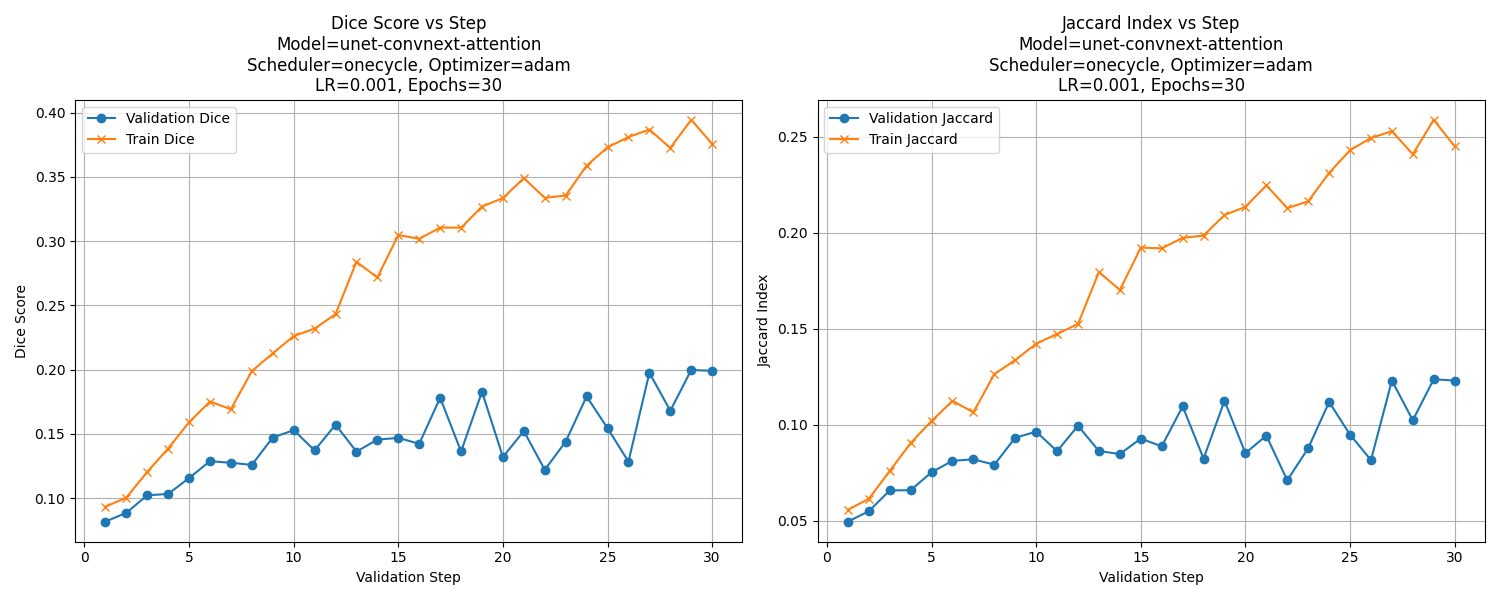 Dice Score vs Step
Model=unet-convnext-attention
Scheduler=onecycle, Optimizer=adam
LR=0.001, Epochs=30
Validation Dice
Train Dice
0.40
0.35
0.30
0.25
0.20
0.15
0.10
Dice Score
0
5
10
15
20
25
30
Validation Step
Jaccard Index vs Step
Model=unet-convnext-attention
Scheduler=onecycle, Optimizer=adam
LR=0.001, Epochs=30
Validation Jaccard
Train Jaccard
0.25
0.20
0.15
0.10
0.05
Jaccard Index
0
5
10
15
20
25
30
Validation Step